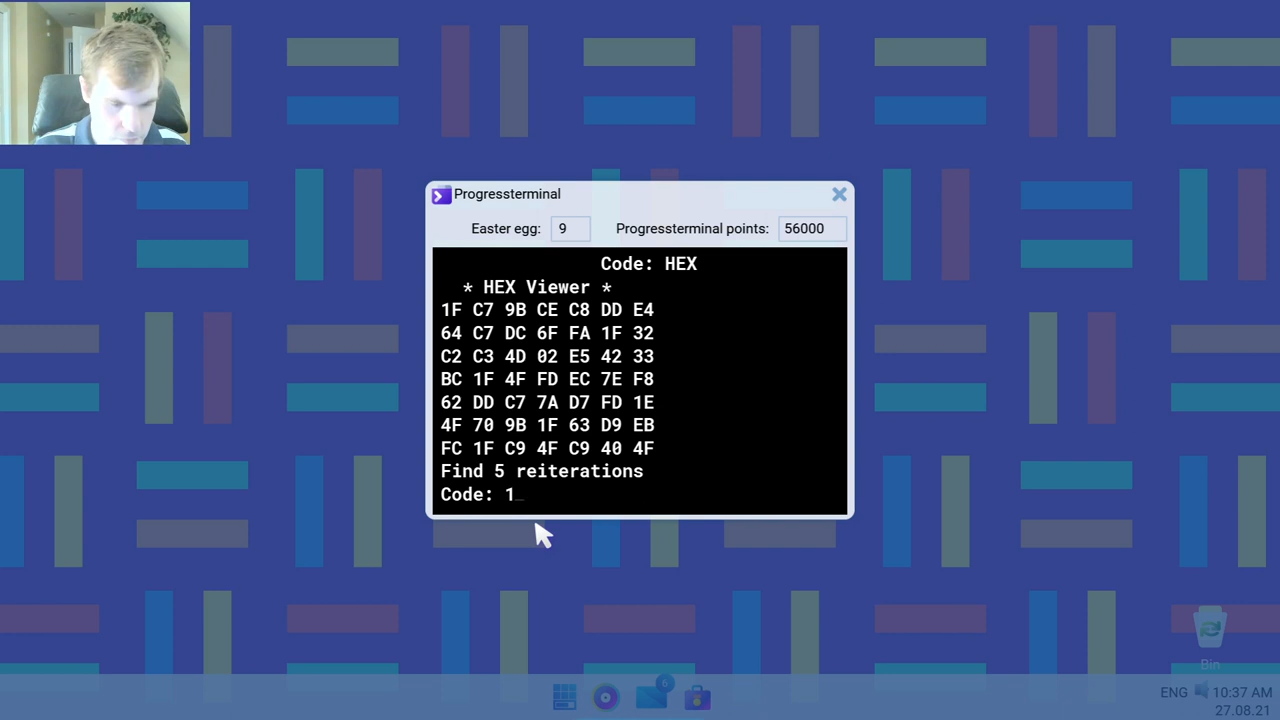 Progressterminal
Easter egg: 9 Progressterminal points: 56000
Code: HEX
* HEX Viewer *
1F C7 9B CE C8 DD E4
64 C7 DC 6F FA 1F 32
C2 C3 4D 02 E5 42 33
BC 1F 4F FD EC 7E F8
62 DD C7 7A D7 FD 1E
4F 70 9B 1F 63 D9 EB
FC 1F C9 4F C9 40 4F
Find 5 reiterations
Code: 1_
Bin
6
ENG 10:37 AM
27.08.21